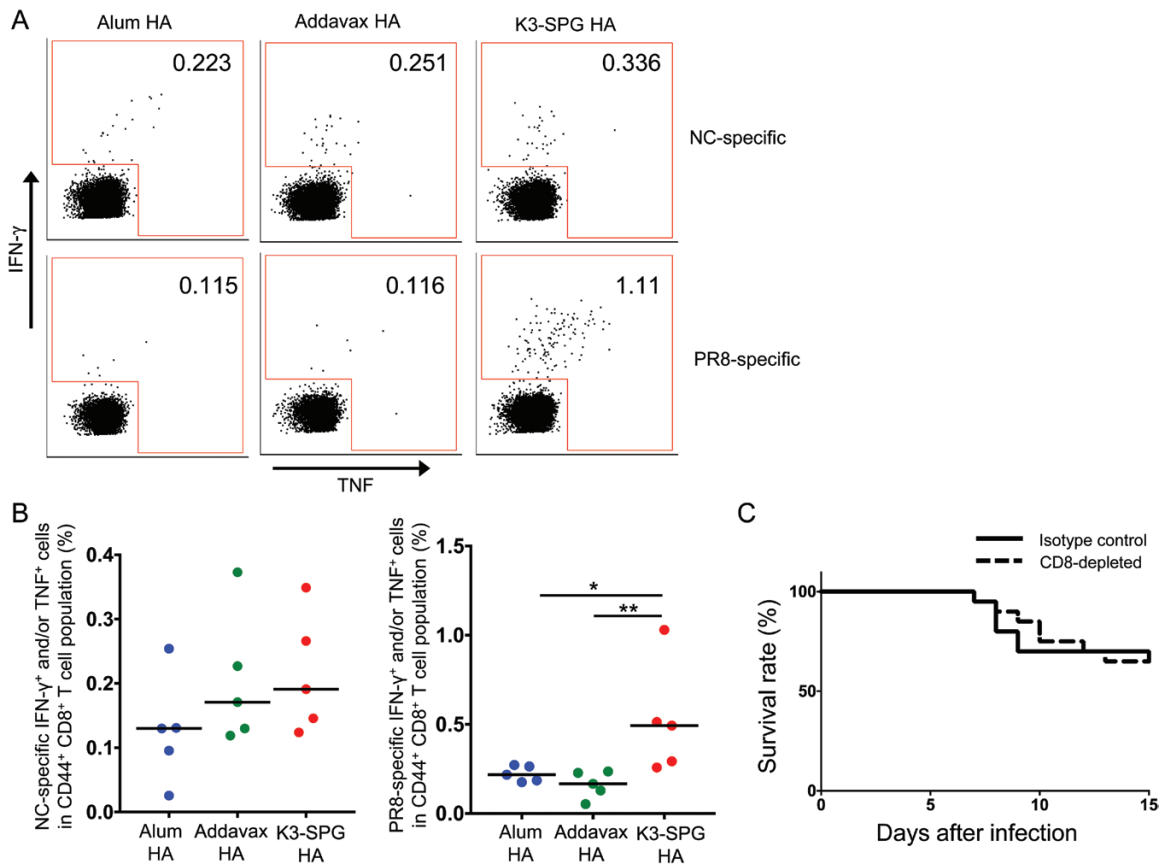 A
Alum HA
Addavax HA
K3-SPG HA
0.223
0.251
0.336
NC-specific
0.115
0.116
1.11
PR8-specific
IFN-γ
TNF
B
NC-specific IFN-γ⁺ and/or TNF⁺ cells
in CD44⁺ CD8⁺ T cell population (%)
0.4
0.3
0.2
0.1
0.0
Alum
HA
Addavax
HA
K3-SPG
HA
PR8-specific IFN-γ⁺ and/or TNF⁺ cells
in CD44⁺ CD8⁺ T cell population (%)
1.5
1.0
0.5
0.0
*
**
Alum
HA
Addavax
HA
K3-SPG
HA
C
Isotype control
CD8-depleted
Survival rate (%)
100
50
0
0
5
10
15
Days after infection